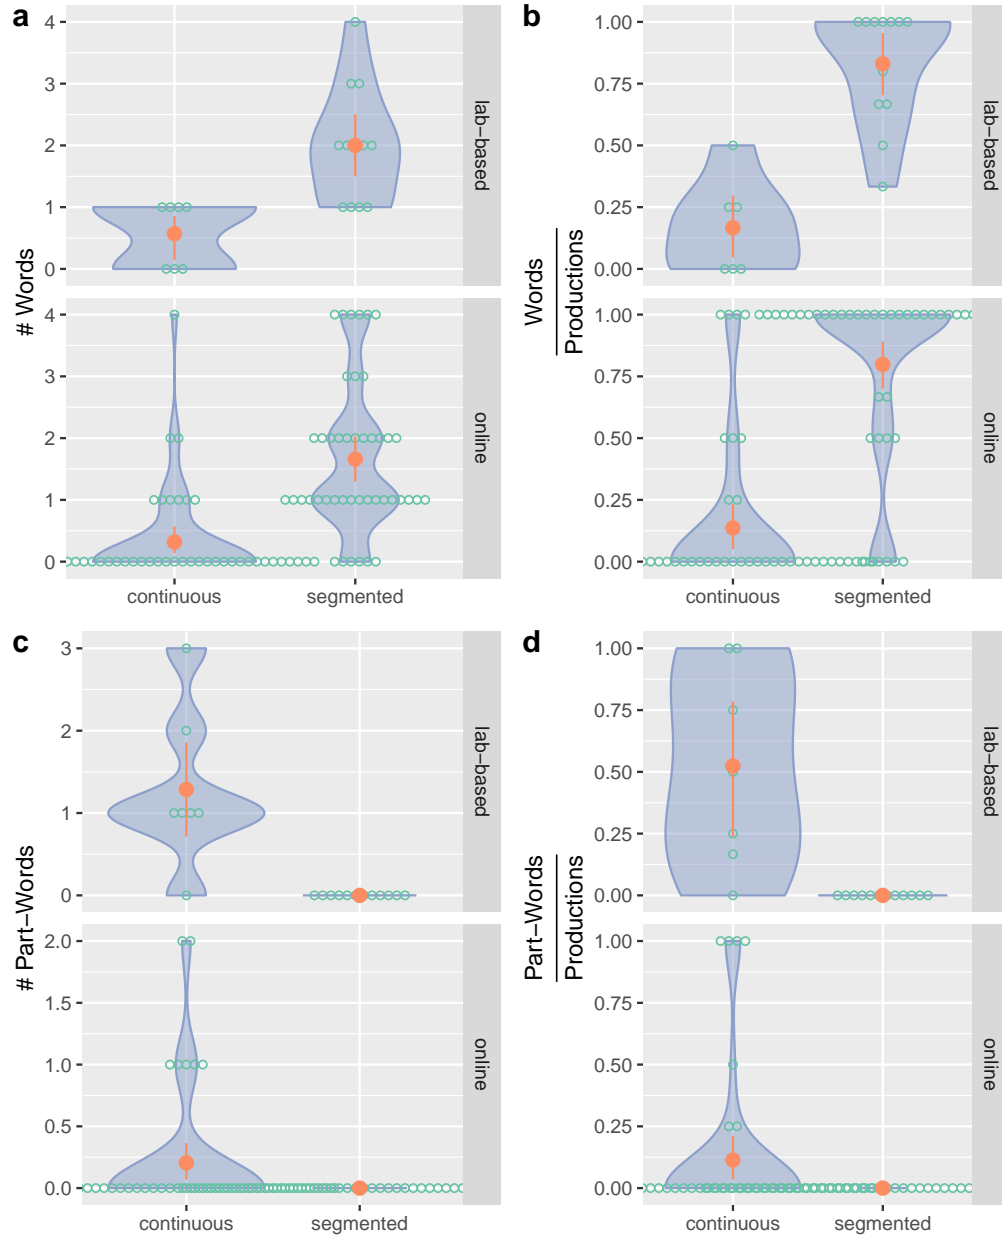 a
# Words
4
3
2
1
0
lab−based
4
3
2
1
0
online
continuous
segmented
b
Words
Productions
1.00
0.75
0.50
0.25
0.00
lab−based
1.00
0.75
0.50
0.25
0.00
online
continuous
segmented
c
# Part−Words
3
2
1
0
lab−based
2.0
1.5
1.0
0.5
0.0
online
continuous
segmented
d
Part−Words
Productions
1.00
0.75
0.50
0.25
0.00
lab−based
1.00
0.75
0.50
0.25
0.00
online
continuous
segmented